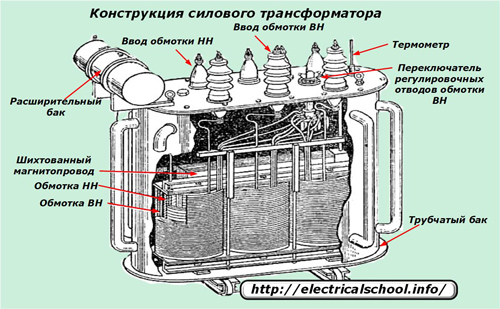 Конструкция силового трансформатора
Ввод обмотки ВН
Ввод обмотки НН
Термометр
Переключатель
регулировочных
отводов обмотки
ВН
Расширительный
бак
Шихтованный
магнитопровод
Обмотка НН
Обмотка ВН
Трубчатый бак
http://electricalschool.info/